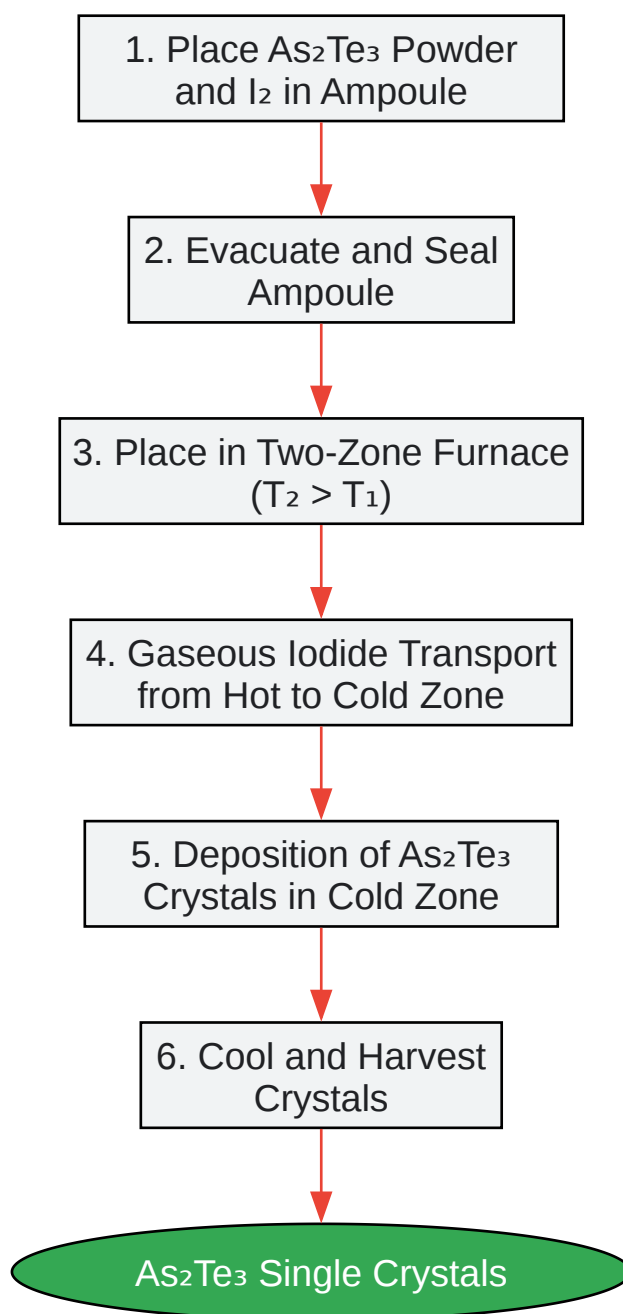 1. Place As₂Te₃ Powder
and I₂ in Ampoule
2. Evacuate and Seal
Ampoule
3. Place in Two-Zone Furnace
(T₂ > T₁)
4. Gaseous Iodide Transport
from Hot to Cold Zone
5. Deposition of As₂Te₃
Crystals in Cold Zone
6. Cool and Harvest
Crystals
As₂Te₃ Single Crystals